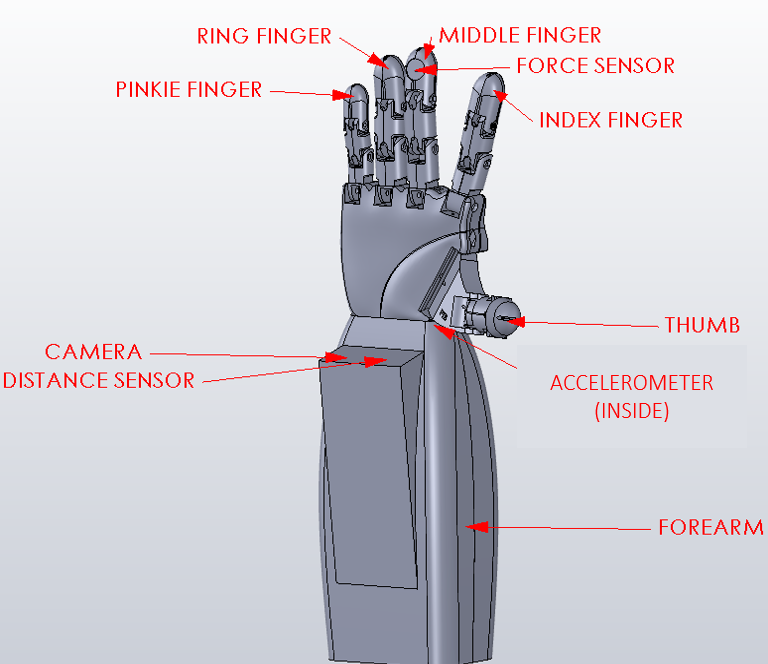 RING FINGER
MIDDLE FINGER
FORCE SENSOR
PINKIE FINGER
INDEX FINGER
THUMB
CAMERA
DISTANCE SENSOR
ACCELEROMETER
(INSIDE)
FOREARM